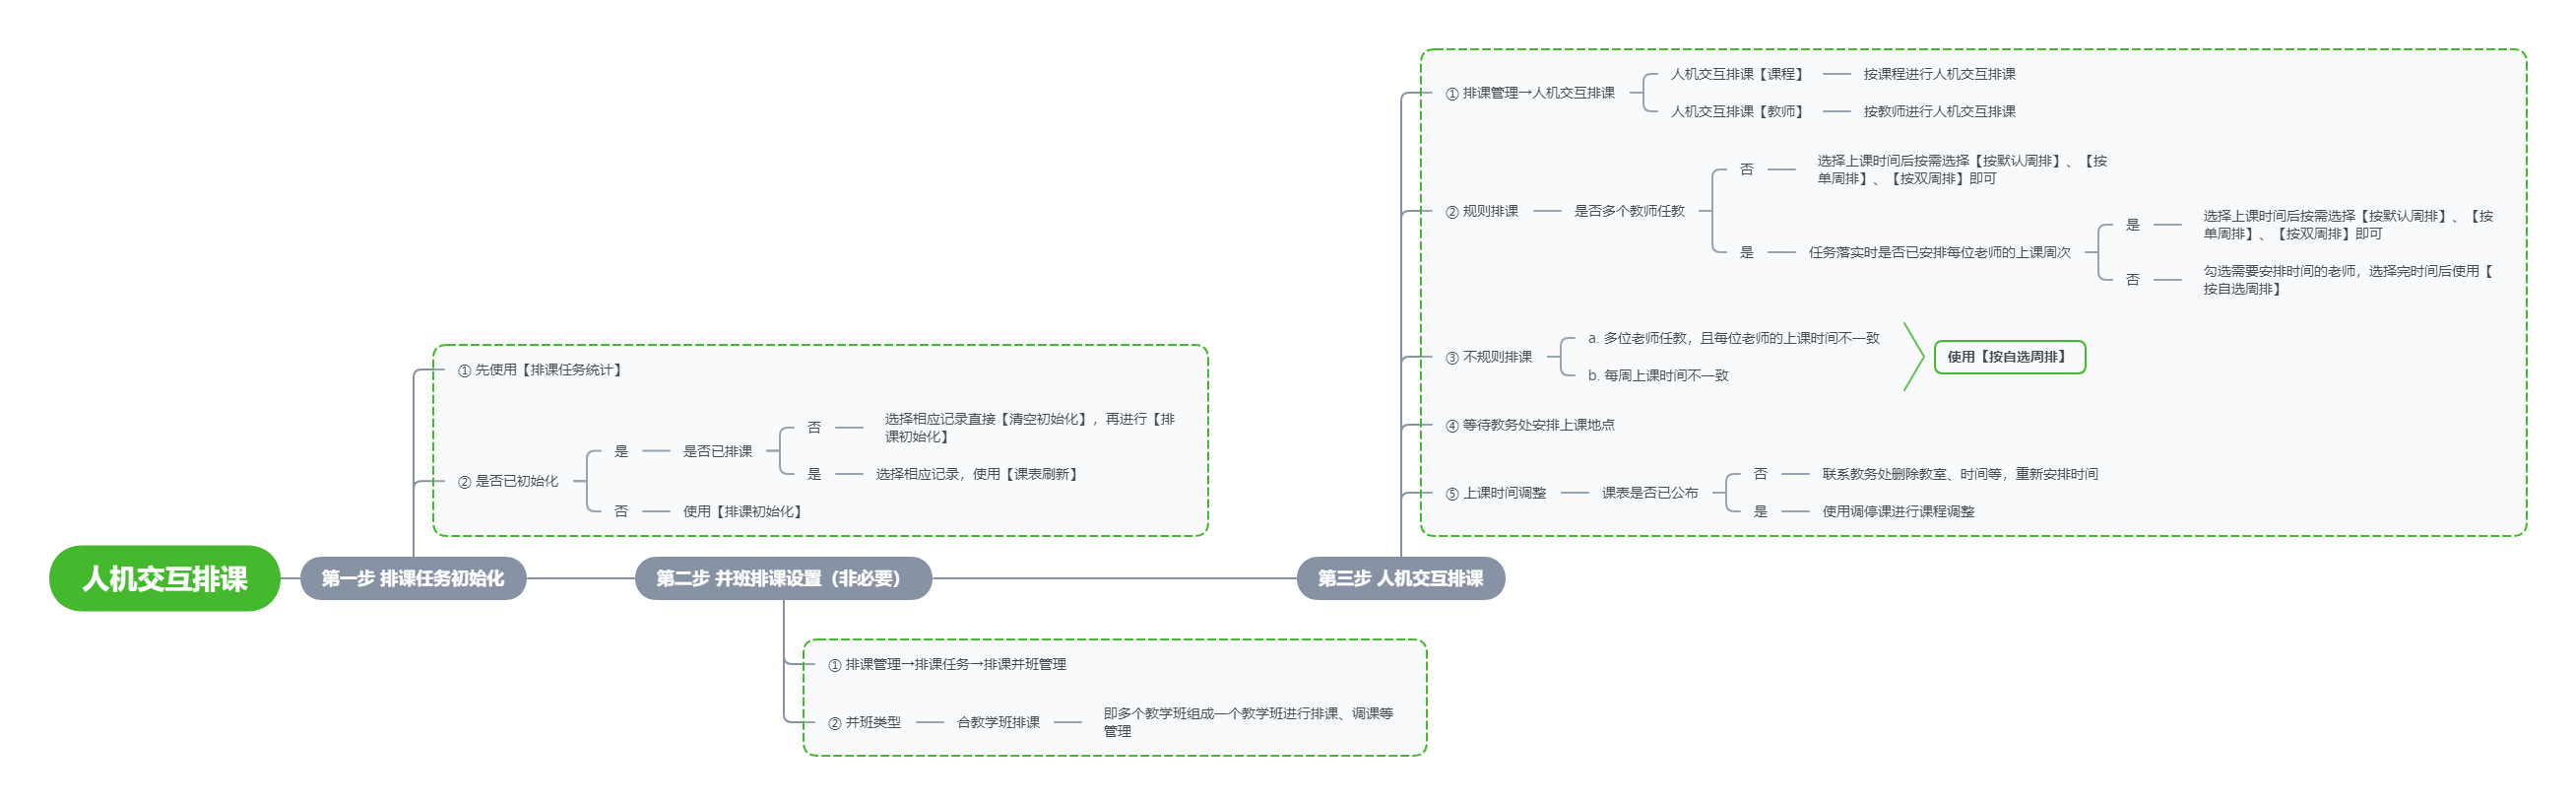 人机交互排课
第一步 排课任务初始化
① 先使用【排课任务统计】
② 是否已初始化
是
是否已排课
否
选择相应记录直接【清空初始化】，再进行【排
课初始化】
是
选择相应记录，使用【课表刷新】
否
使用【排课初始化】
第二步 并班排课设置（非必要）
① 排课管理→排课任务→排课并班管理
② 并班类型
合教学班排课
即多个教学班组成一个教学班进行排课、调课等
管理
第三步 人机交互排课
① 排课管理→人机交互排课
人机交互排课【课程】
按课程进行人机交互排课
人机交互排课【教师】
按教师进行人机交互排课
② 规则排课
是否多个教师任教
否
选择上课时间后按需选择【按默认周排】、【按
单周排】、【按双周排】即可
是
任务落实时是否已安排每位老师的上课周次
是
选择上课时间后按需选择【按默认周排】、【按
单周排】、【按双周排】即可
否
勾选需要安排时间的老师，选择完时间后使用【
按自选周排】
③ 不规则排课
a. 多位老师任教，且每位老师的上课时间不一致
b. 每周上课时间不一致
使用【按自选周排】
④ 等待教务处安排上课地点
⑤ 上课时间调整
课表是否已公布
否
联系教务处删除教室、时间等，重新安排时间
是
使用调停课进行课程调整